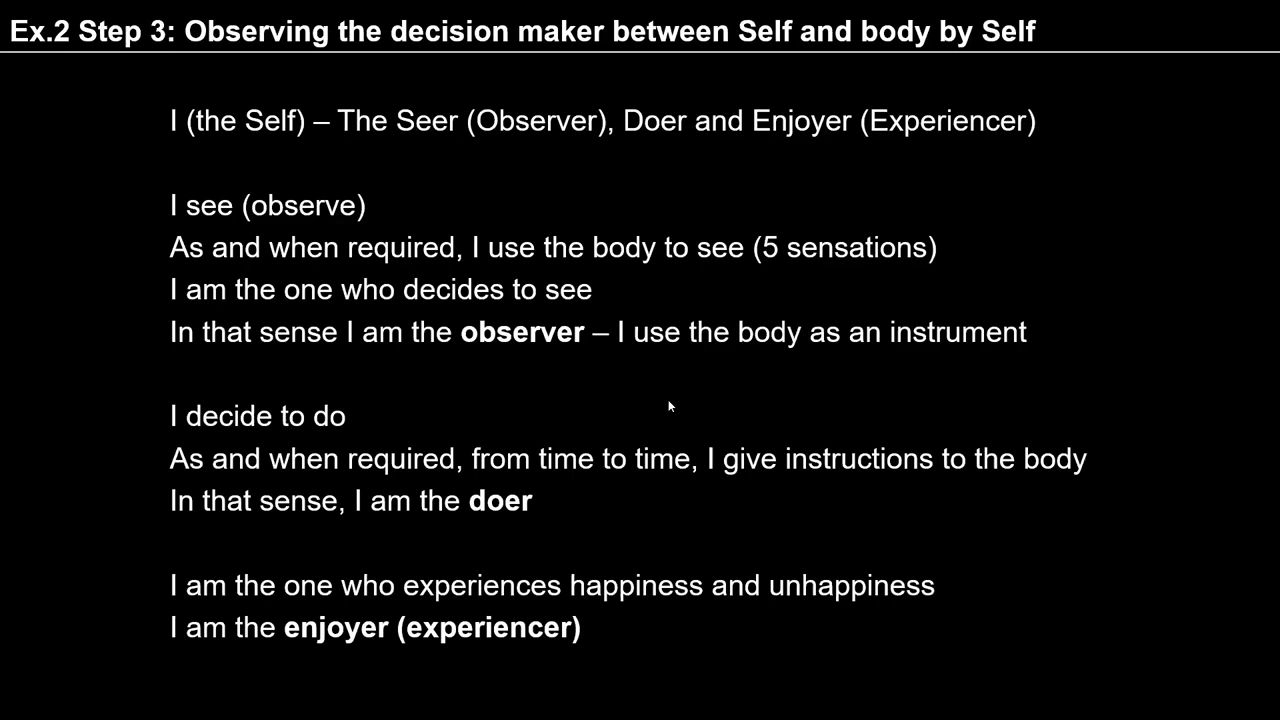 Ex.2 Step 3: Observing the decision maker between Self and body by Self
I (the Self) – The Seer (Observer), Doer and Enjoyer (Experiencer)
I see (observe)
As and when required, I use the body to see (5 sensations)
I am the one who decides to see
In that sense I am the observer – I use the body as an instrument
I decide to do
As and when required, from time to time, I give instructions to the body
In that sense, I am the doer
I am the one who experiences happiness and unhappiness
I am the enjoyer (experiencer)